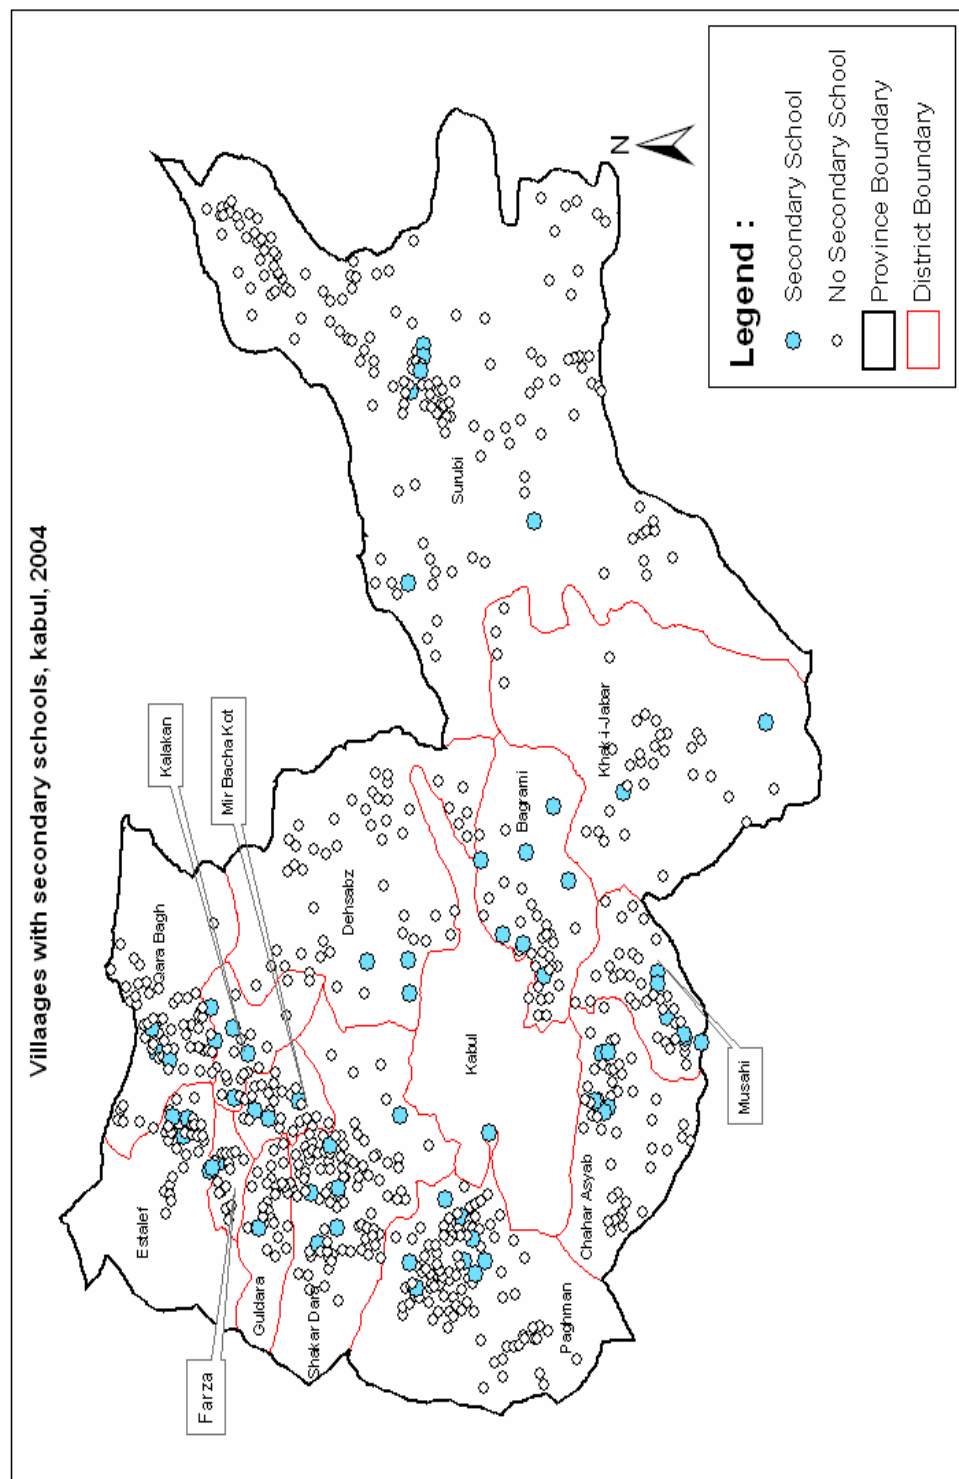 Villaages with secondary schools, kabul, 2004
Kalakan
Mir Bacha Kot
Qara Bagh
Estalef
Farza
Guldara
Shakar Dara
Dehsabz
Kabul
Bagrami
Surubi
Khak-i-Jabar
Paghman
Chahar Asyab
Musahi
N
Legend :
Secondary School
No Secondary School
Province Boundary
District Boundary